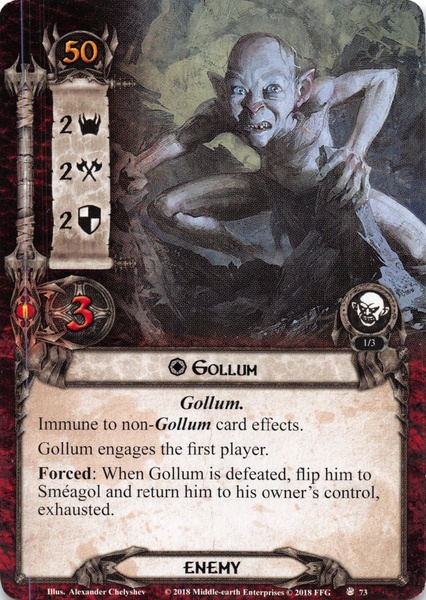 50
2
2
2
3
1/3
Gollum
Gollum.
Immune to non-Gollum card effects.
Gollum engages the first player.
Forced: When Gollum is defeated, flip him to
Sméagol and return him to his owner's control,
exhausted.
ENEMY
Illus. Alexander Chelyshev © 2018 Middle-earth Enterprises © 2018 FFG 73